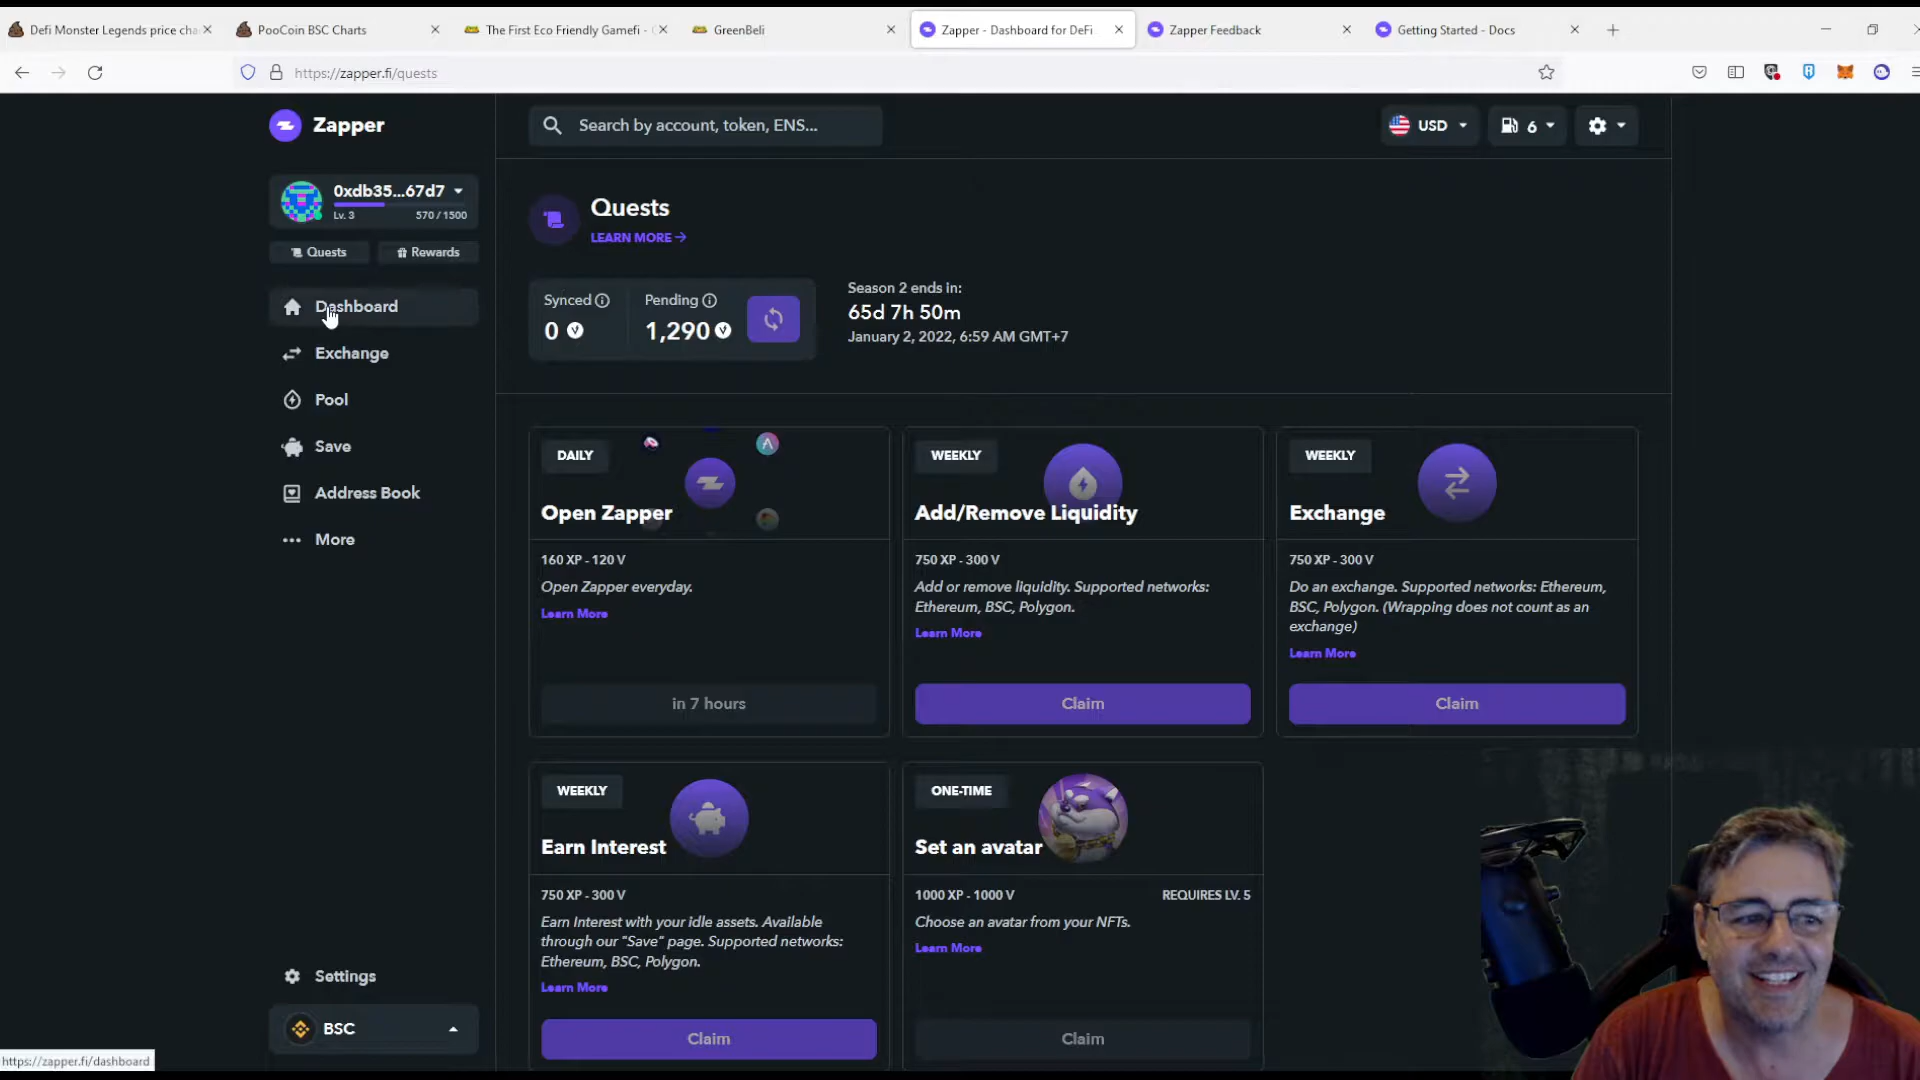 Defi Monster Legends price cha
PooCoin BSC Charts
The First Eco Friendly Gamefi - (
GreenBeli
Zapper - Dashboard for DeFi
Zapper Feedback
Getting Started - Docs
https://zapper.fi/quests
Zapper
Search by account, token, ENS...
USD
6
0xdb35...67d7
Lv. 3
570 / 1500
Quests
Rewards
Dashboard
Exchange
Pool
Save
Address Book
More
Settings
BSC
https://zapper.fi/dashboard
Quests
LEARN MORE →
Synced
0
Pending
1,290
Season 2 ends in:
65d 7h 50m
January 2, 2022, 6:59 AM GMT+7
DAILY
Open Zapper
160 XP - 120 V
Open Zapper everyday.
Learn More
in 7 hours
WEEKLY
Add/Remove Liquidity
750 XP - 300 V
Add or remove liquidity. Supported networks:
Ethereum, BSC, Polygon.
Learn More
Claim
WEEKLY
Exchange
750 XP - 300 V
Do an exchange. Supported networks: Ethereum,
BSC, Polygon. (Wrapping does not count as an
exchange)
Learn More
Claim
WEEKLY
Earn Interest
750 XP - 300 V
Earn Interest with your idle assets. Available
through our "Save" page. Supported networks:
Ethereum, BSC, Polygon.
Learn More
Claim
ONE-TIME
Set an avatar
1000 XP - 1000 V
REQUIRES LV. 5
Choose an avatar from your NFTs.
Learn More
Claim